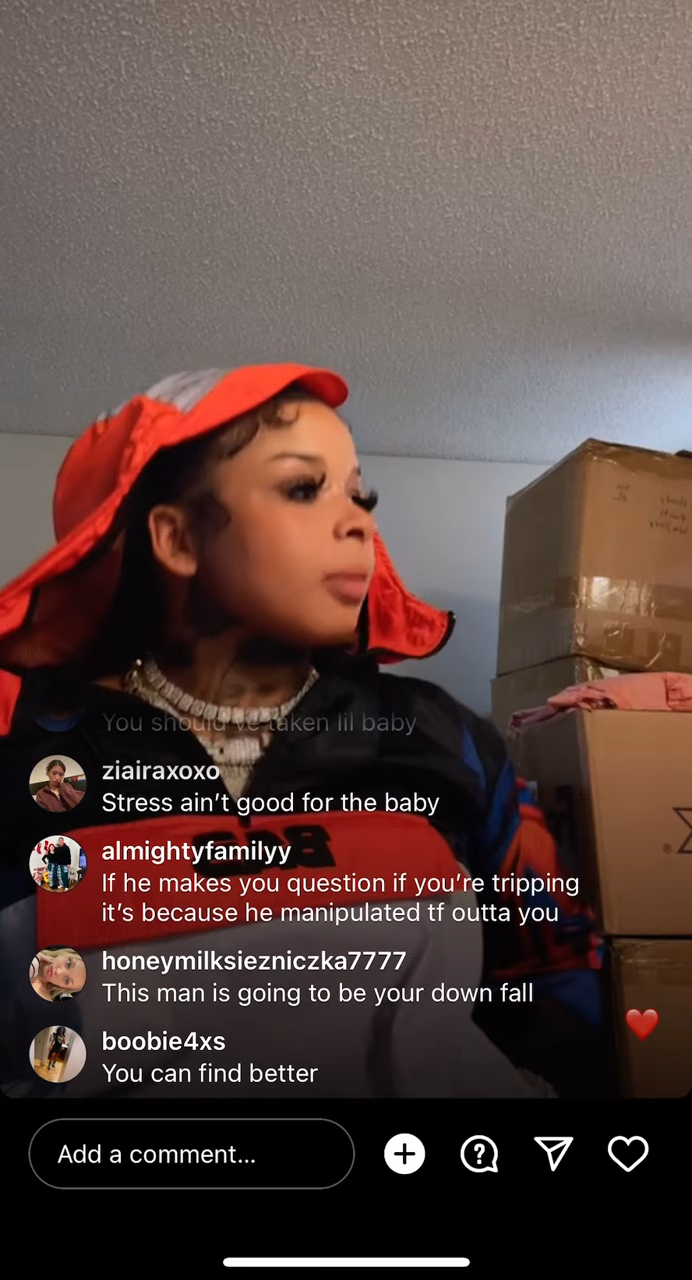 You should've taken lil baby
ziairaxoxo
Stress ain't good for the baby
almightyfamilyy
If he makes you question if you're tripping
it's because he manipulated tf outta you
honeymilksiezniczka7777
This man is going to be your down fall
boobie4xs
You can find better
Add a comment...